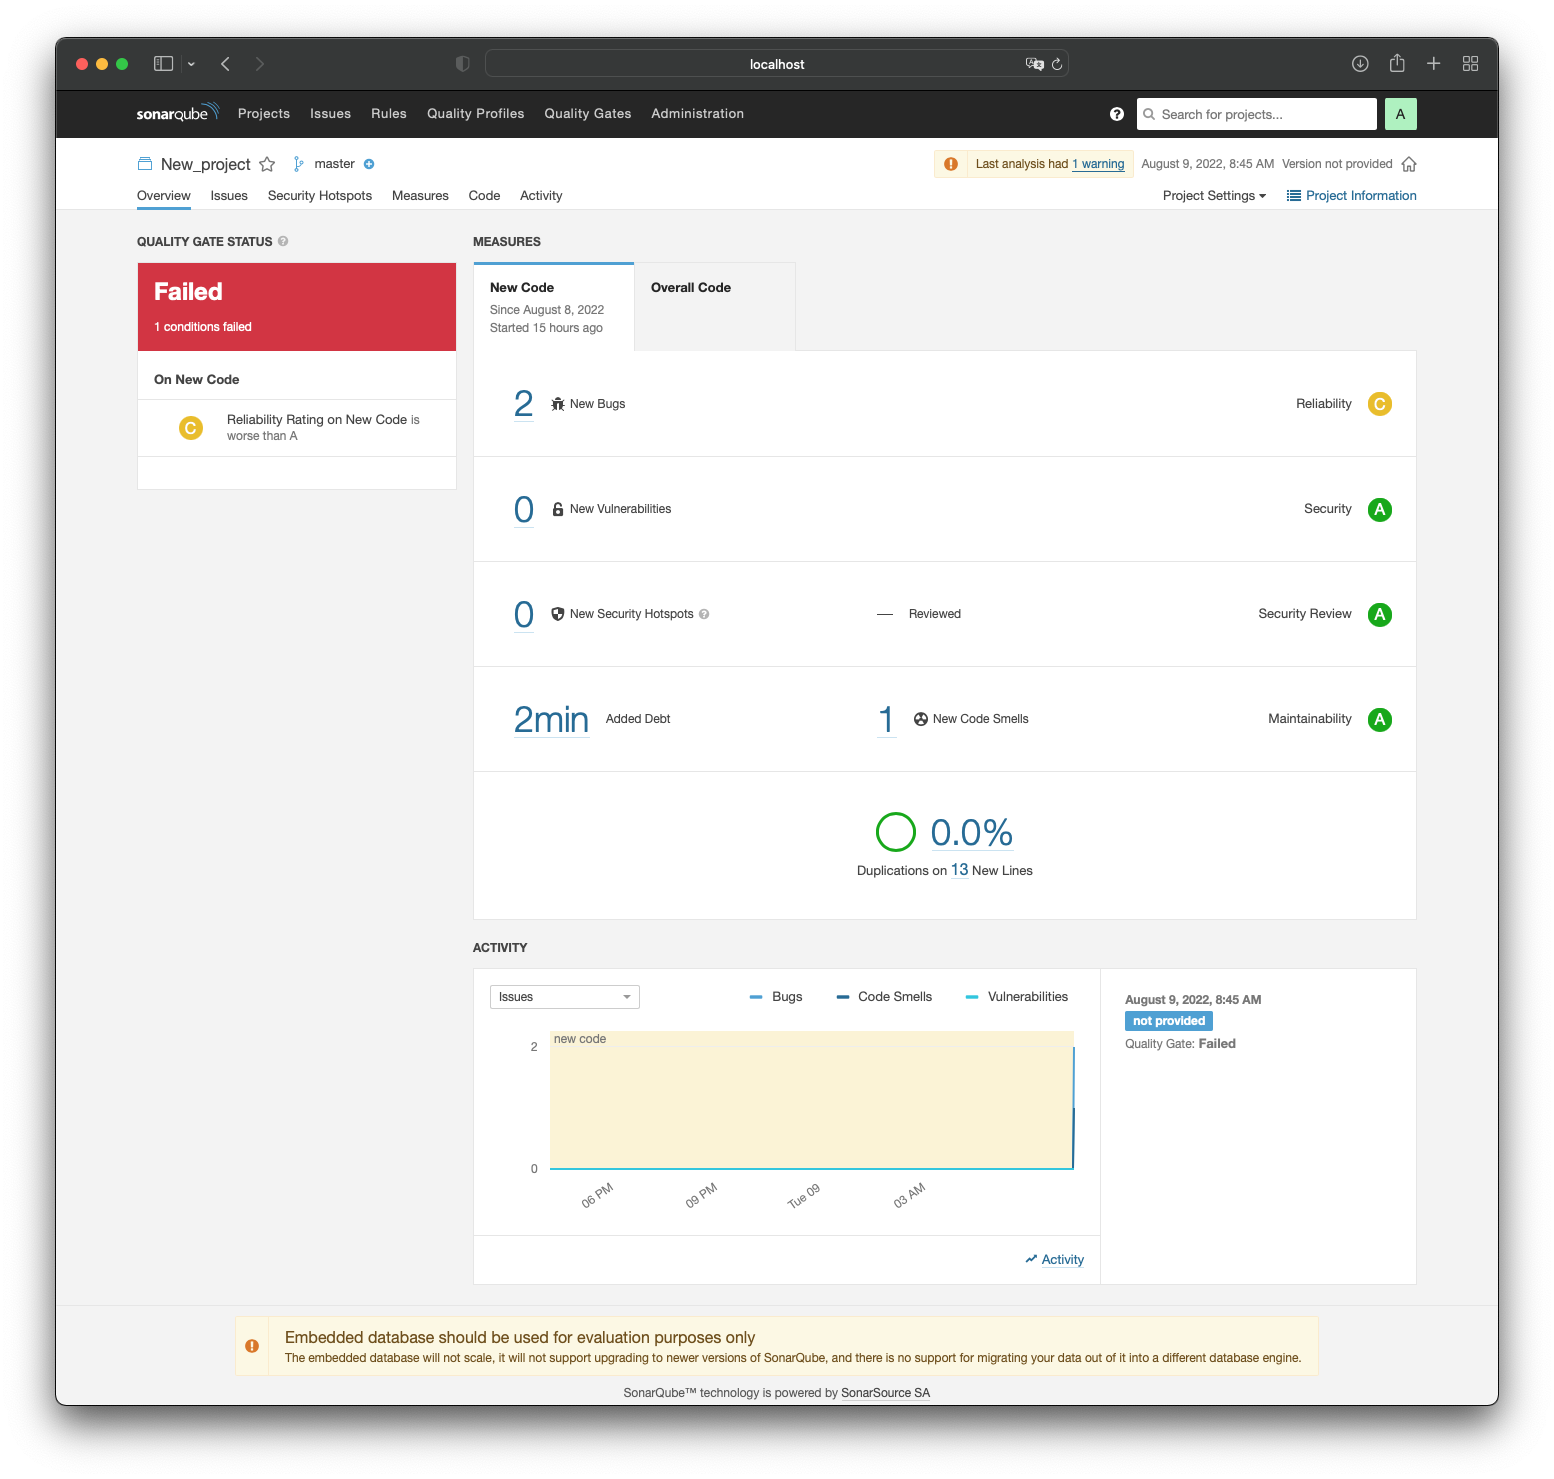 localhost
sonarqube Projects Issues Rules Quality Profiles Quality Gates Administration Search for projects... A
New_project master Last analysis had 1 warning August 9, 2022, 8:45 AM Version not provided
Overview Issues Security Hotspots Measures Code Activity Project Settings Project Information
QUALITY GATE STATUS
Failed
1 conditions failed
On New Code
C Reliability Rating on New Code is
worse than A
MEASURES
New Code
Since August 8, 2022
Started 15 hours ago
Overall Code
2 New Bugs Reliability C
0 New Vulnerabilities Security A
0 New Security Hotspots — Reviewed Security Review A
2min Added Debt 1 New Code Smells Maintainability A
0.0%
Duplications on 13 New Lines
ACTIVITY
Issues Bugs Code Smells Vulnerabilities
new code
2
0
06 PM 09 PM Tue 09 03 AM
Activity
August 9, 2022, 8:45 AM
not provided
Quality Gate: Failed
Embedded database should be used for evaluation purposes only
The embedded database will not scale, it will not support upgrading to newer versions of SonarQube, and there is no support for migrating your data out of it into a different database engine.
SonarQube™ technology is powered by SonarSource SA